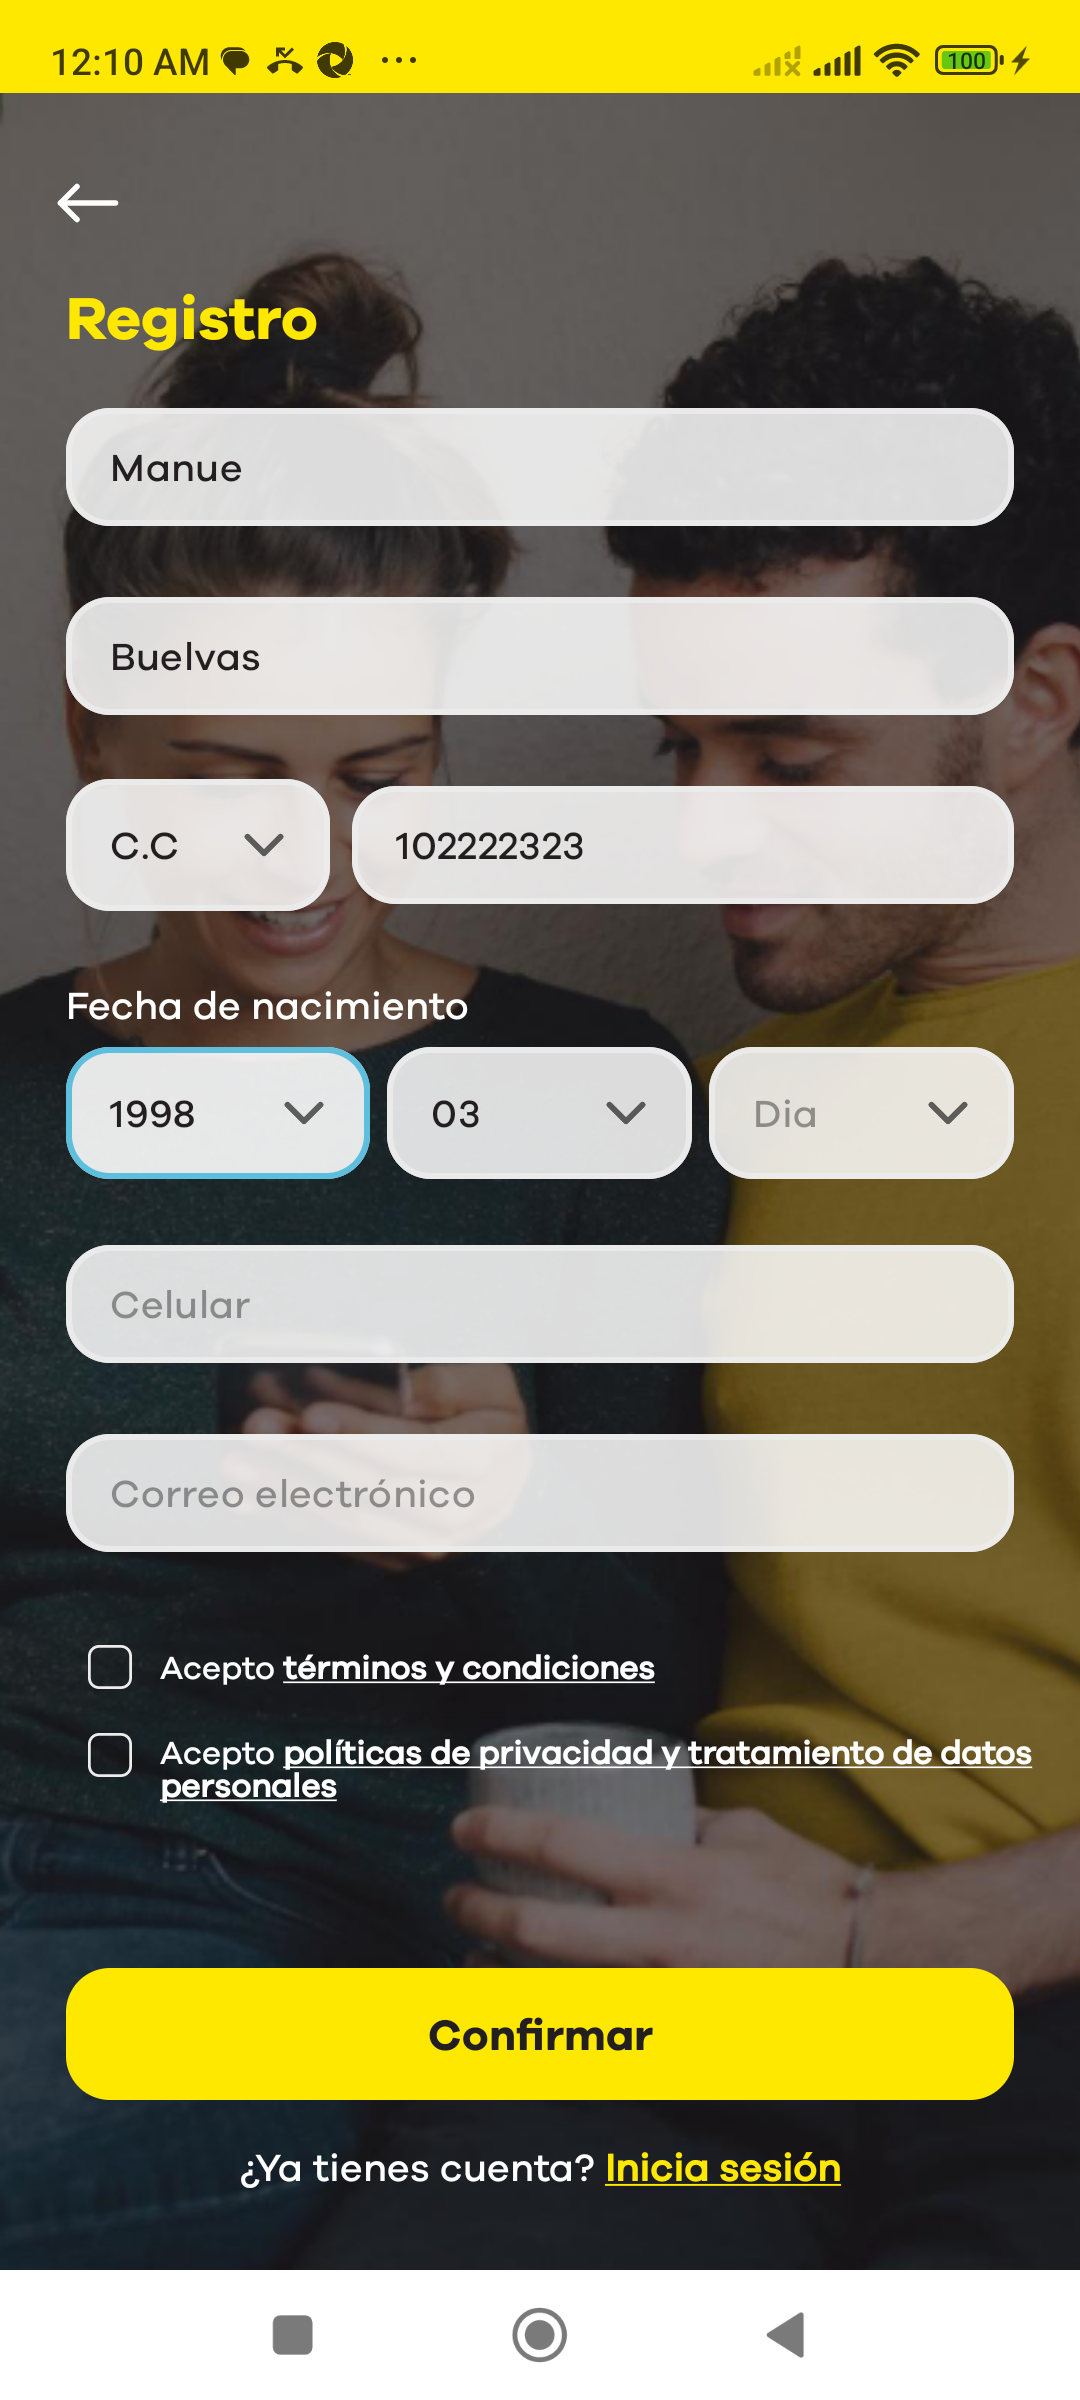 12:10 AM
100
Registro
Manue
Buelvas
C.C
102222323
Fecha de nacimiento
1998
03
Dia
Celular
Correo electrónico
Acepto términos y condiciones
Acepto políticas de privacidad y tratamiento de datos
personales
Confirmar
¿Ya tienes cuenta? Inicia sesión